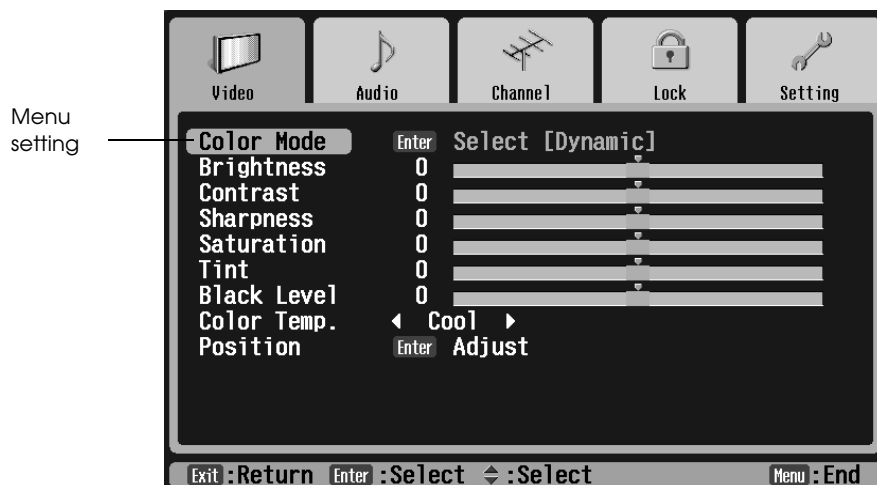 Video Audio Channel Lock Setting
Menu
setting
Color Mode Enter Select [Dynamic]
Brightness 0
Contrast 0
Sharpness 0
Saturation 0
Tint 0
Black Level 0
Color Temp. Cool
Position Enter Adjust
Exit:Return Enter:Select :Select Menu:End